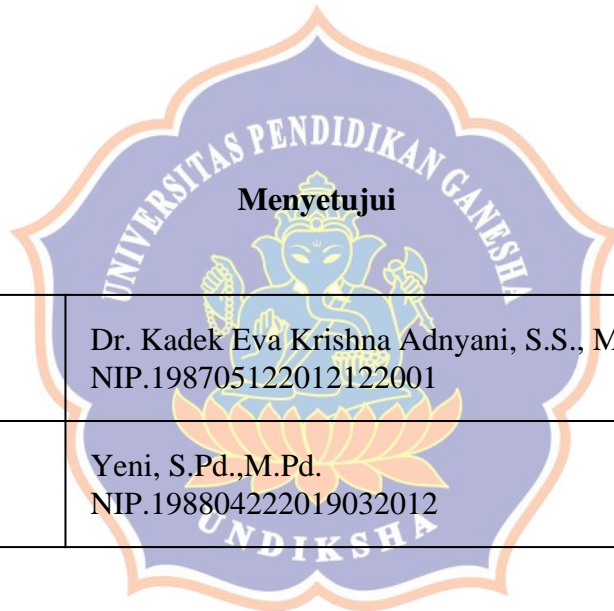 UNIVERSITAS PENDIDIKAN GANESHA
Menyetujui
Dr. Kadek Eva Krishna Adnyani, S.S., M
NIP.198705122012122001
Yeni, S.Pd.,M.Pd.
NIP.198804222019032012
UNDIKSHA